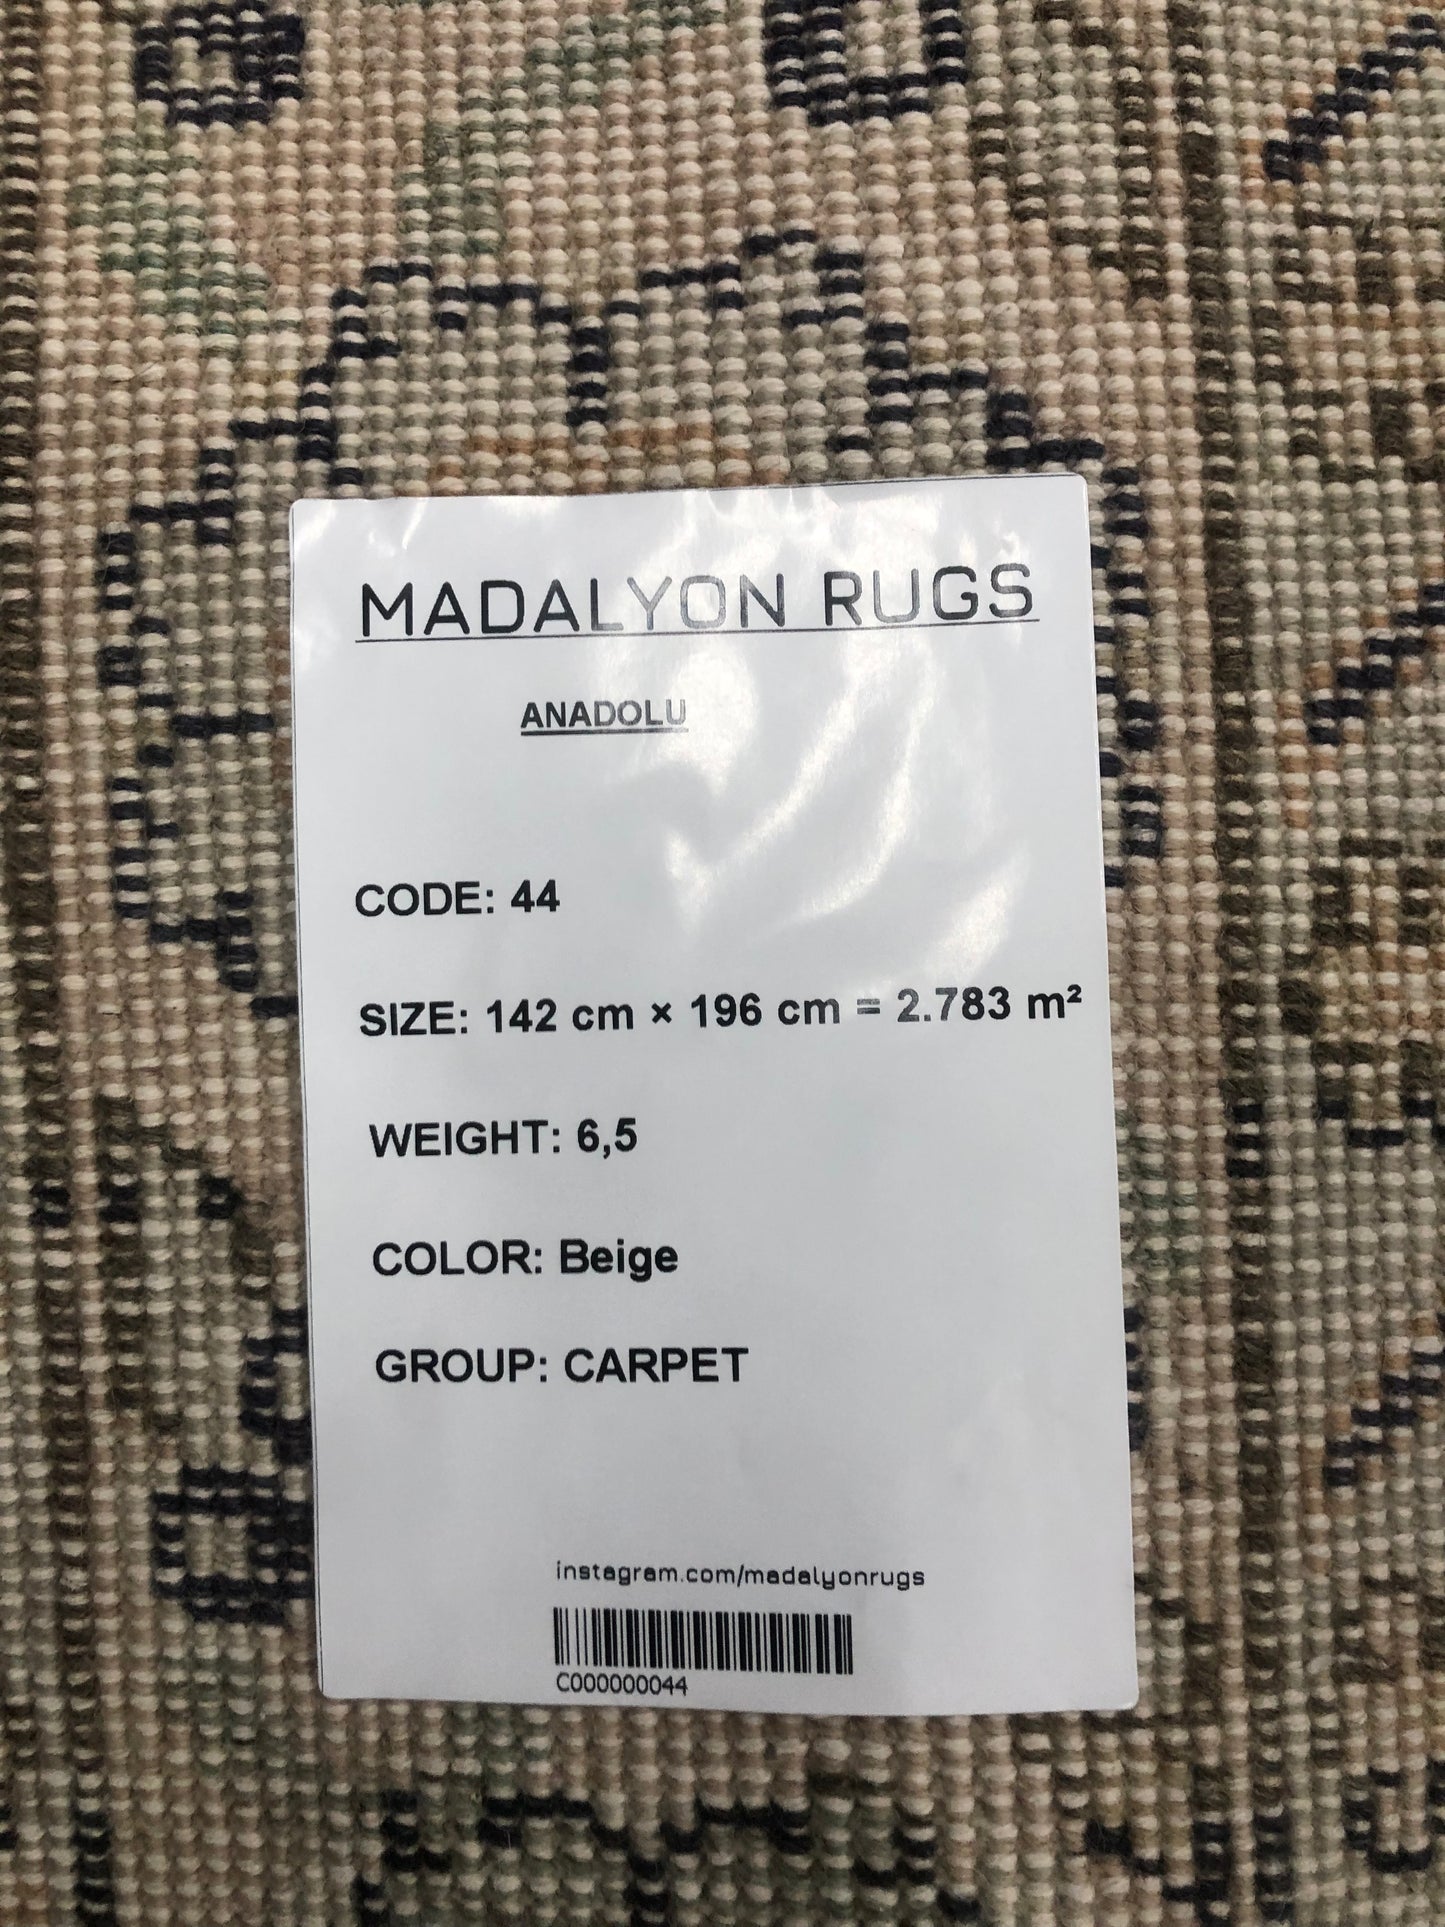 MADALYON RUGS
ANADOLU
CODE: 44
SIZE: 142 cm × 196 cm = 2.783 m²
WEIGHT: 6,5
COLOR: Beige
GROUP: CARPET
instagram.com/madalyonrugs
C000000044